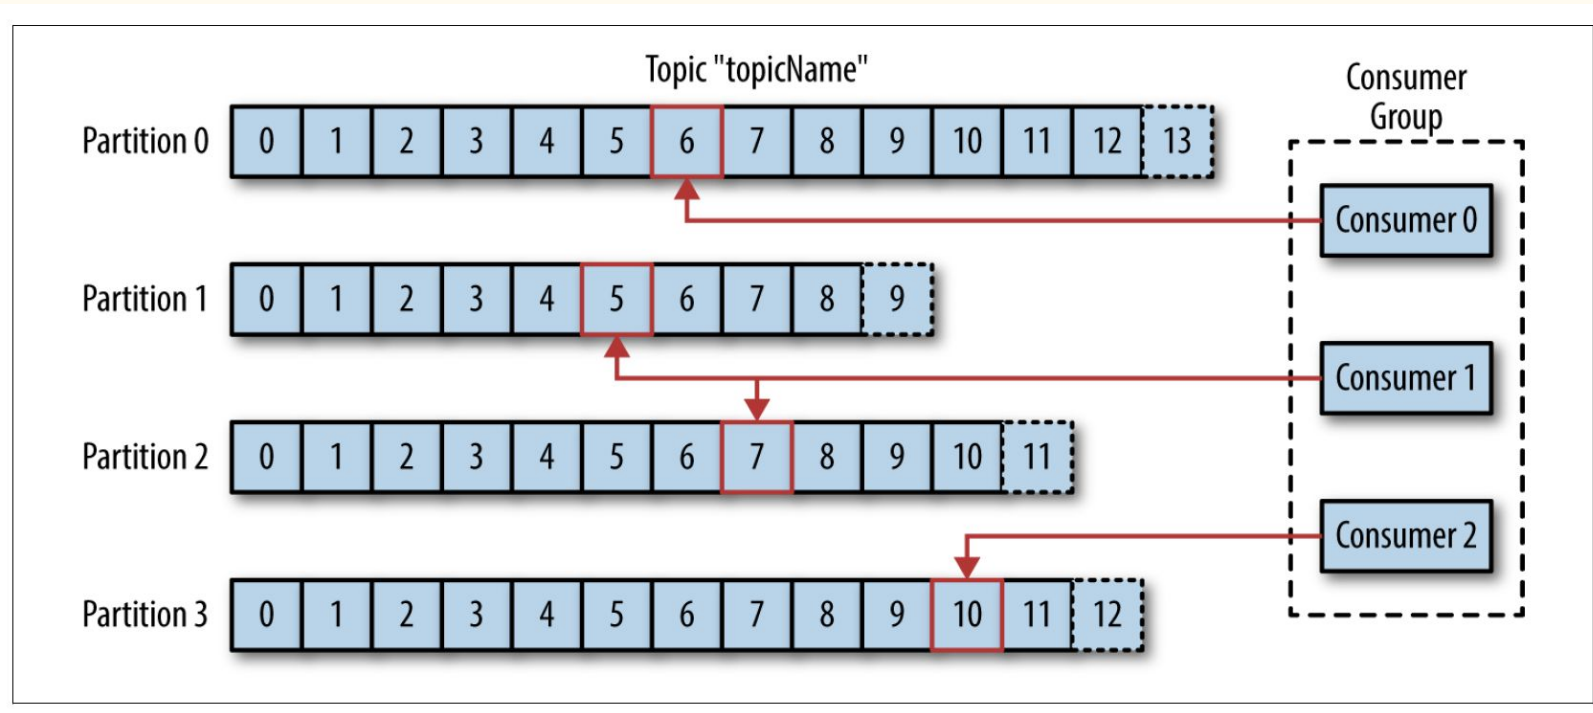 Topic "topicName"
Consumer
Group
Partition 0 0 1 2 3 4 5 6 7 8 9 10 11 12 13
Consumer 0
Partition 1 0 1 2 3 4 5 6 7 8 9
Consumer 1
Partition 2 0 1 2 3 4 5 6 7 8 9 10 11
Consumer 2
Partition 3 0 1 2 3 4 5 6 7 8 9 10 11 12